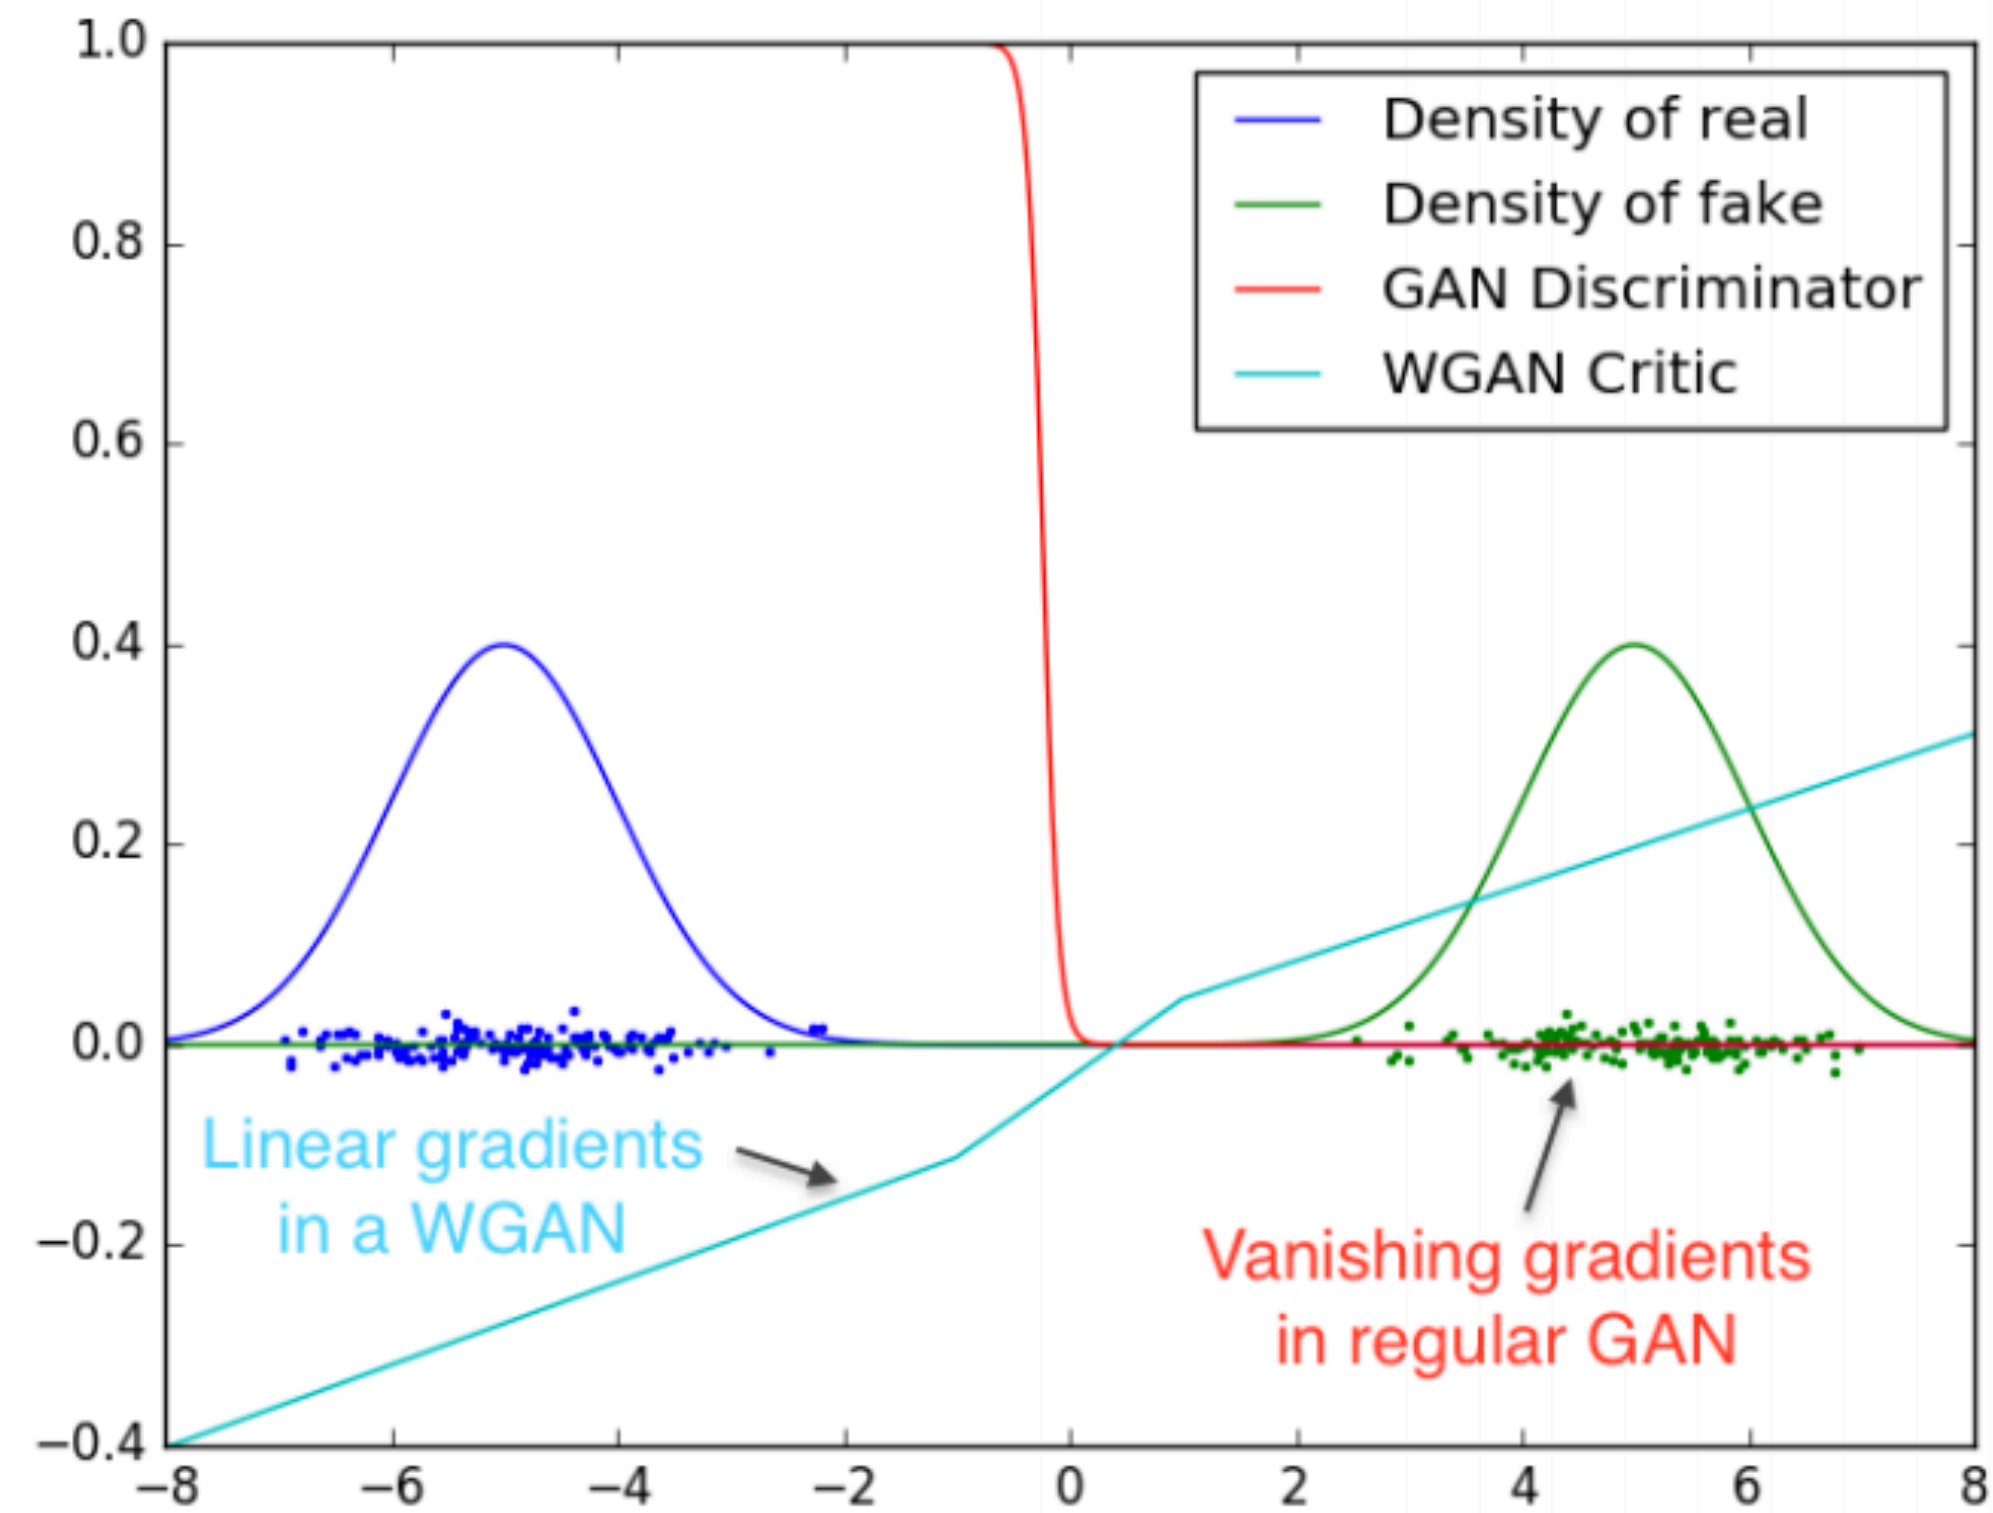 1.0
0.8
0.6
0.4
0.2
0.0
−0.2
−0.4
−8
−6
−4
−2
0
2
4
6
8
Density of real
Density of fake
GAN Discriminator
WGAN Critic
Linear gradients
in a WGAN
Vanishing gradients
in regular GAN